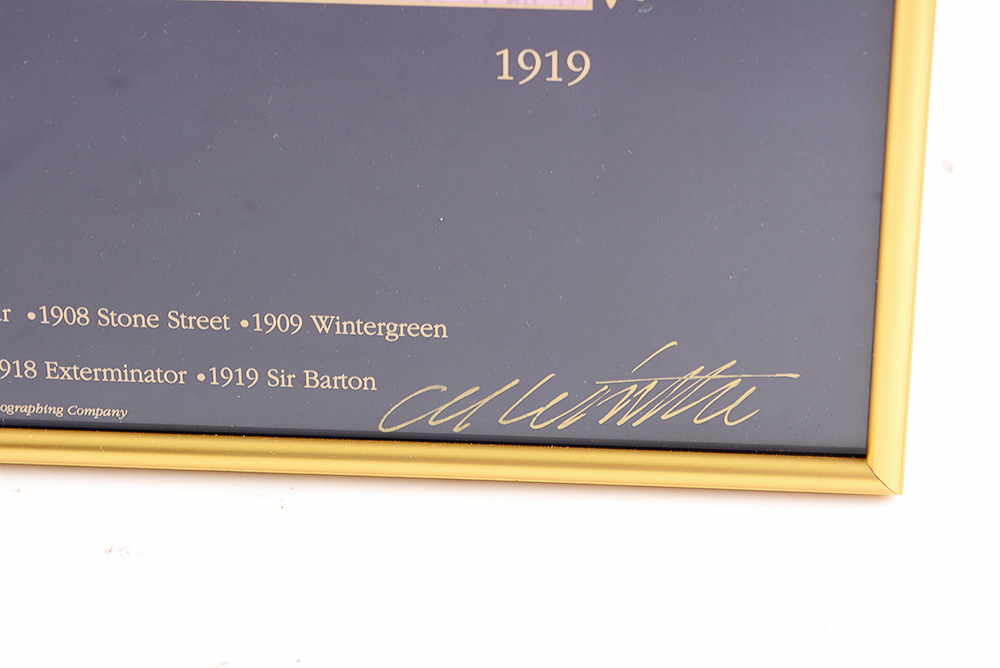 1919
•1908 Stone Street •1909 Wintergreen
918 Exterminator •1919 Sir Barton
ographing Company